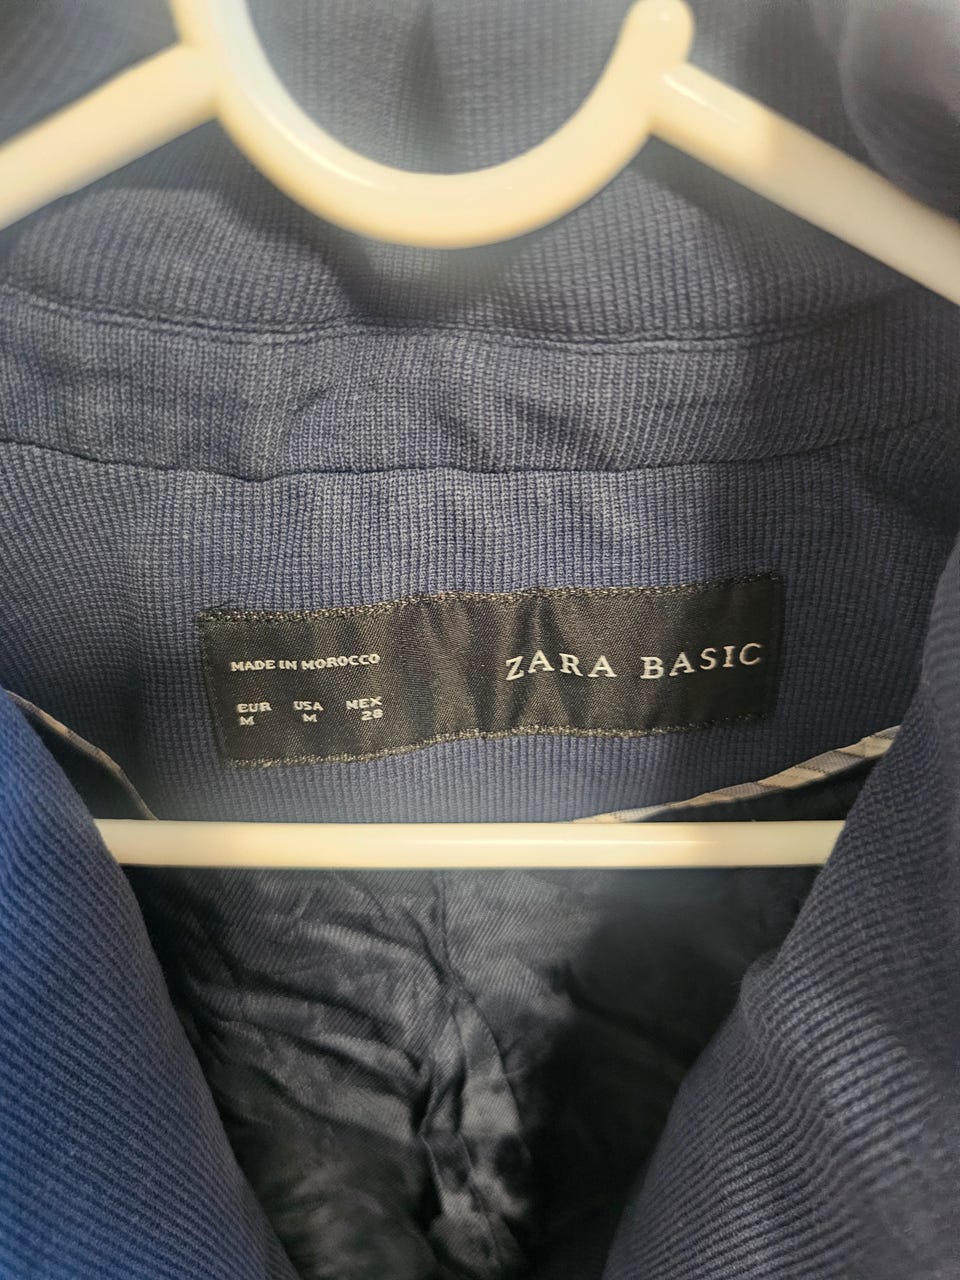 MADE IN MOROCCO
ZARA BASIC
EUR USA MEX
M M 28